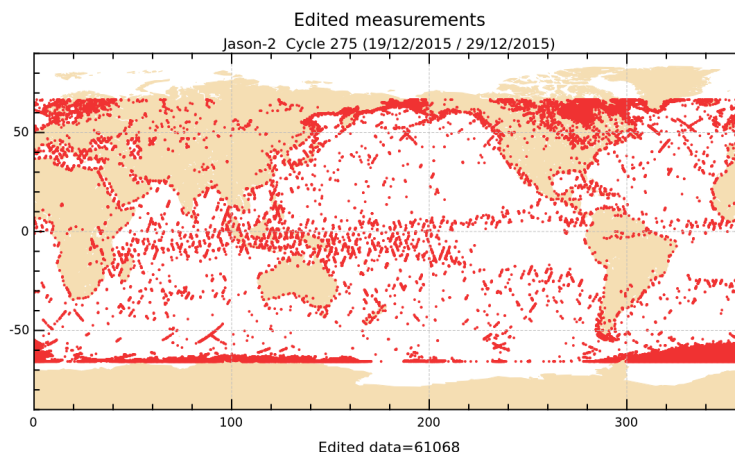 Edited measurements
Jason-2 Cycle 275 (19/12/2015 / 29/12/2015)
50
0
-50
0 100 200 300
Edited data=61068